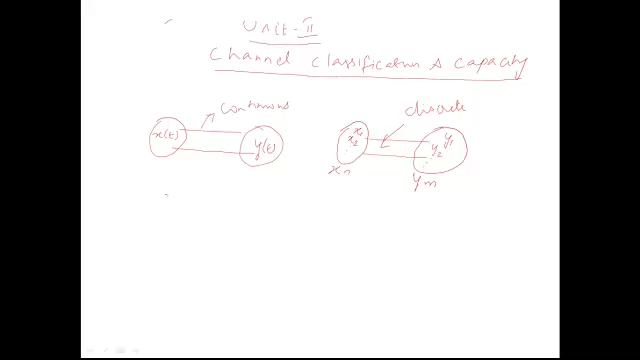 Unit-II
Channel Classification & Capacity
continuous
discrete
x(t)
y(t)
x1
x2
xn
y1
y2
ym